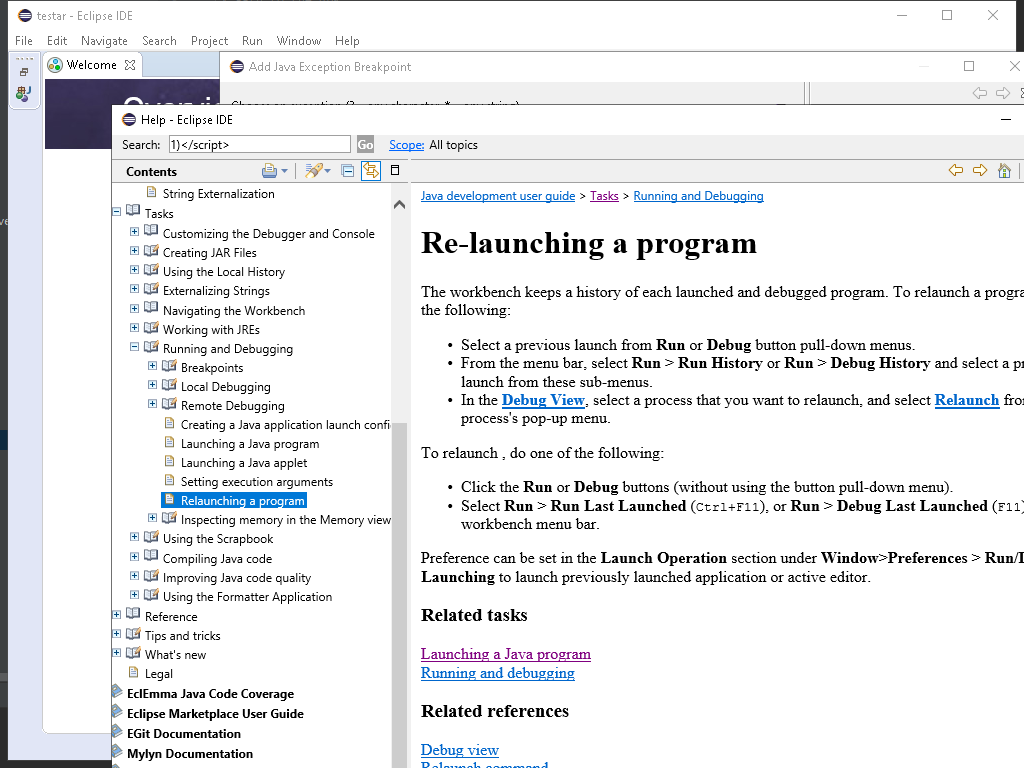 testar - Eclipse IDE
File Edit Navigate Search Project Run Window Help
Welcome
Add Java Exception Breakpoint
Help - Eclipse IDE
Search: 1)</script> Go Scope: All topics
Contents
String Externalization
Tasks
Customizing the Debugger and Console
Creating JAR Files
Using the Local History
Externalizing Strings
Navigating the Workbench
Working with JREs
Running and Debugging
Breakpoints
Local Debugging
Remote Debugging
Creating a Java application launch confi
Launching a Java program
Launching a Java applet
Setting execution arguments
Relaunching a program
Inspecting memory in the Memory view
Using the Scrapbook
Compiling Java code
Improving Java code quality
Using the Formatter Application
Reference
Tips and tricks
What's new
Legal
EclEmma Java Code Coverage
Eclipse Marketplace User Guide
EGit Documentation
Mylyn Documentation
Java development user guide > Tasks > Running and Debugging
Re-launching a program
The workbench keeps a history of each launched and debugged program. To relaunch a progra
the following:
• Select a previous launch from Run or Debug button pull-down menus.
• From the menu bar, select Run > Run History or Run > Debug History and select a pr
launch from these sub-menus.
• In the Debug View, select a process that you want to relaunch, and select Relaunch fro
process's pop-up menu.
To relaunch , do one of the following:
• Click the Run or Debug buttons (without using the button pull-down menu).
• Select Run > Run Last Launched (Ctrl+F11), or Run > Debug Last Launched (F11)
workbench menu bar.
Preference can be set in the Launch Operation section under Window>Preferences > Run/D
Launching to launch previously launched application or active editor.
Related tasks
Launching a Java program
Running and debugging
Related references
Debug view
Relaunch command